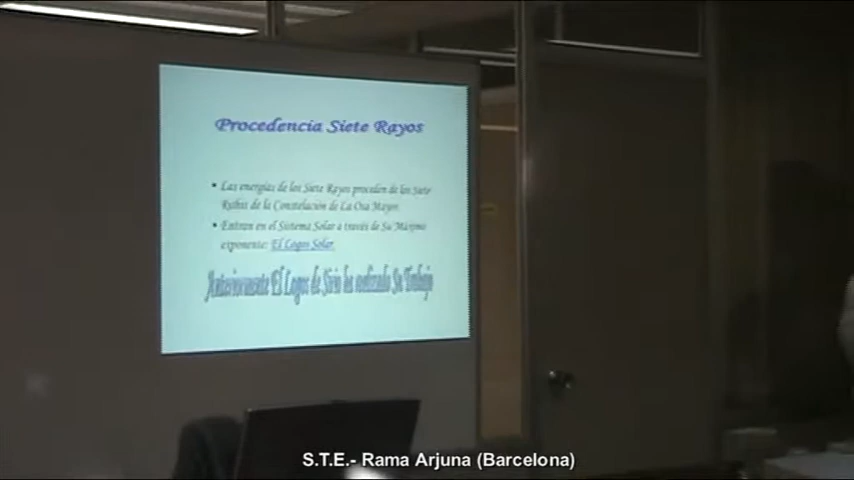 Procedencia Siete Rayos
• Las energías de los Siete Rayos proceden de los Siete
Rishis de la Constelación de La Osa Mayor.
• Entran en el Sistema Solar a través de Su Máximo
exponente: El Logos Solar.
Anteriormente El Logos de Sirio ha realizado Su Trabajo
S.T.E.- Rama Arjuna (Barcelona)